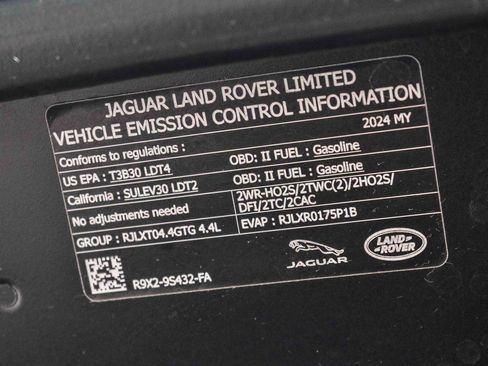 JAGUAR LAND ROVER LIMITED
VEHICLE EMISSION CONTROL INFORMATION
2024 MY
Conforms to regulations :
US EPA : T3B30 LDT4 OBD: II FUEL : Gasoline
California : SULEV30 LDT2 OBD: II FUEL : Gasoline
No adjustments needed
2WR-HO2S/2TWC(2)/2HO2S/
DFI/2TC/2CAC
GROUP : RJLXT04.4GTG 4.4L EVAP : RJLXR0175P1B
JAGUAR
LAND-
-ROVER
R9X2-9S432-FA